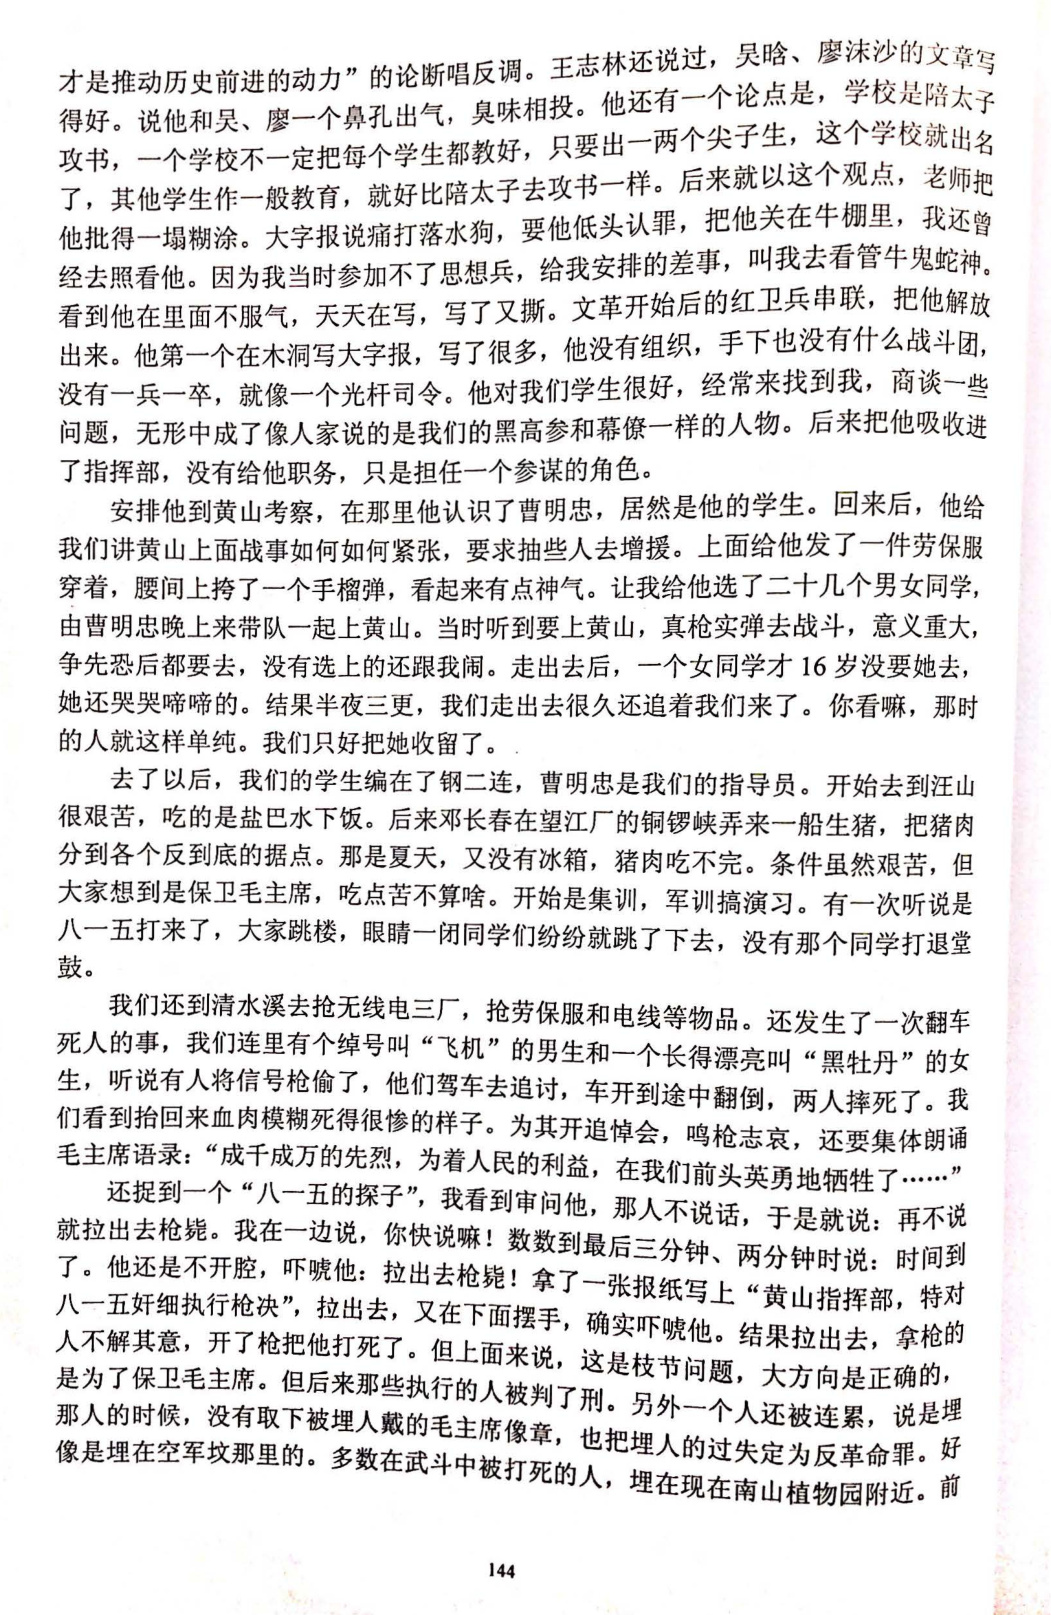 才是推动历史前进的动力”的论断唱反调。王志林还说过，吴晗、廖沫沙的文章写
得好。说他和吴、廖一个鼻孔出气，臭味相投。他还有一个论点是，学校是陪太子
攻书，一个学校不一定把每个学生都教好，只要出一两个尖子生，这个学校就出名
了，其他学生作一般教育，就好比陪太子去攻书一样。后来就以这个观点，老师把
他批得一塌糊涂。大字报说痛打落水狗，要他低头认罪，把他关在牛棚里，我还曾
经去照看他。因为我当时参加不了思想兵，给我安排的差事，叫我去看管牛鬼蛇神。
看到他在里面不服气，天天在写，写了又撕。文革开始后的红卫兵串联，把他解放
出来。他第一个在木洞写大字报，写了很多，他没有组织，手下也没有什么战斗团，
没有一兵一卒，就像一个光杆司令。他对我们学生很好，经常来找到我，商谈一些
问题，无形中成了像人家说的是我们的黑高参和幕僚一样的人物。后来把他吸收进
了指挥部，没有给他职务，只是担任一个参谋的角色。
安排他到黄山考察，在那里他认识了曹明忠，居然是他的学生。回来后，他给
我们讲黄山上面战事如何如何紧张，要求抽些人去增援。上面给他发了一件劳保服
穿着，腰间上挎了一个手榴弹，看起来有点神气。让我给他选了二十几个男女同学，
由曹明忠晚上来带队一起上黄山。当时听到要上黄山，真枪实弹去战斗，意义重大，
争先恐后都要去，没有选上的还跟我闹。走出去后，一个女同学才 16 岁没要她去，
她还哭哭啼啼的。结果半夜三更，我们走出去很久还追着我们来了。你看嘛，那时
的人就这样单纯。我们只好把她收留了。
去了以后，我们的学生编在了钢二连，曹明忠是我们的指导员。开始去到汪山
很艰苦，吃的是盐巴水下饭。后来邓长春在望江厂的铜锣峡弄来一船生猪，把猪肉
分到各个反到底的据点。那是夏天，又没有冰箱，猪肉吃不完。条件虽然艰苦，但
大家想到是保卫毛主席，吃点苦不算啥。开始是集训，军训搞演习。有一次听说是
八一五打来了，大家跳楼，眼睛一闭同学们纷纷就跳了下去，没有那个同学打退堂
鼓。
我们还到清水溪去抢无线电三厂，抢劳保服和电线等物品。还发生了一次翻车
死人的事，我们连里有个绰号叫“飞机”的男生和一个长得漂亮叫“黑牡丹”的女
生，听说有人将信号枪偷了，他们驾车去追讨，车开到途中翻倒，两人摔死了。我
们看到抬回来血肉模糊死得很惨的样子。为其开追悼会，鸣枪志哀，还要集体朗诵
毛主席语录：“成千成万的先烈，为着人民的利益，在我们前头英勇地牺牲了……”
还捉到一个“八一五的探子”，我看到审问他，那人不说话，于是就说：再不说
就拉出去枪毙。我在一边说，你快说嘛！数数到最后三分钟、两分钟时说：时间到
了。他还是不开腔，吓唬他：拉出去枪毙！拿了一张报纸写上“黄山指挥部，特对
八一五奸细执行枪决”，拉出去，又在下面摆手，确实吓唬他。结果拉出去，拿枪的
人不解其意，开了枪把他打死了。但上面来说，这是枝节问题，大方向是正确的，
是为了保卫毛主席。但后来那些执行的人被判了刑。另外一个人还被连累，说是埋
那人的时候，没有取下被埋人戴的毛主席像章，也把埋人的过失定为反革命罪。好
像是埋在空军坟那里的。多数在武斗中被打死的人，埋在现在南山植物园附近。前
144